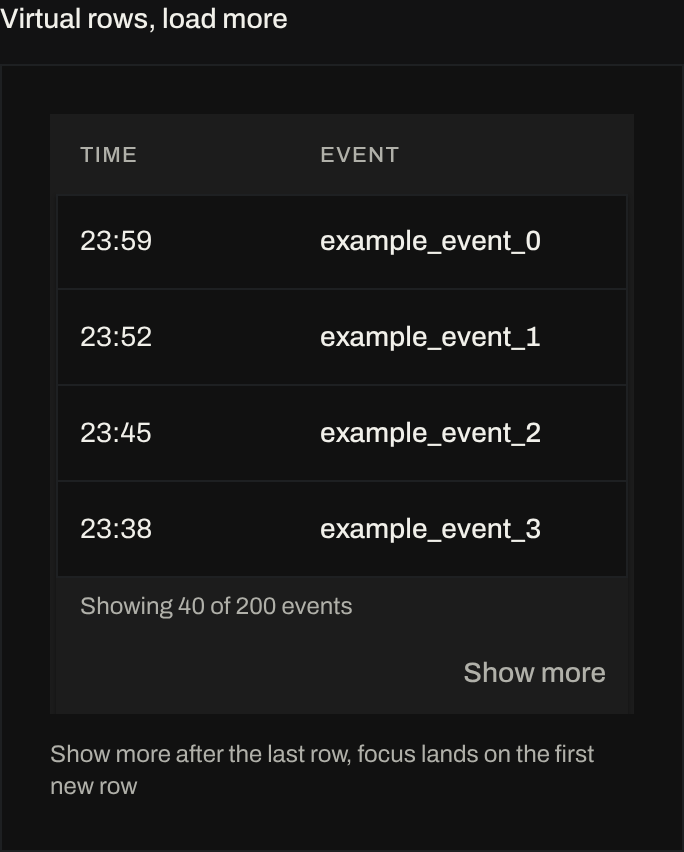 Virtual rows, load more
TIME EVENT
23:59 example_event_0
23:52 example_event_1
23:45 example_event_2
23:38 example_event_3
Showing 40 of 200 events
Show more
Show more after the last row, focus lands on the first
new row